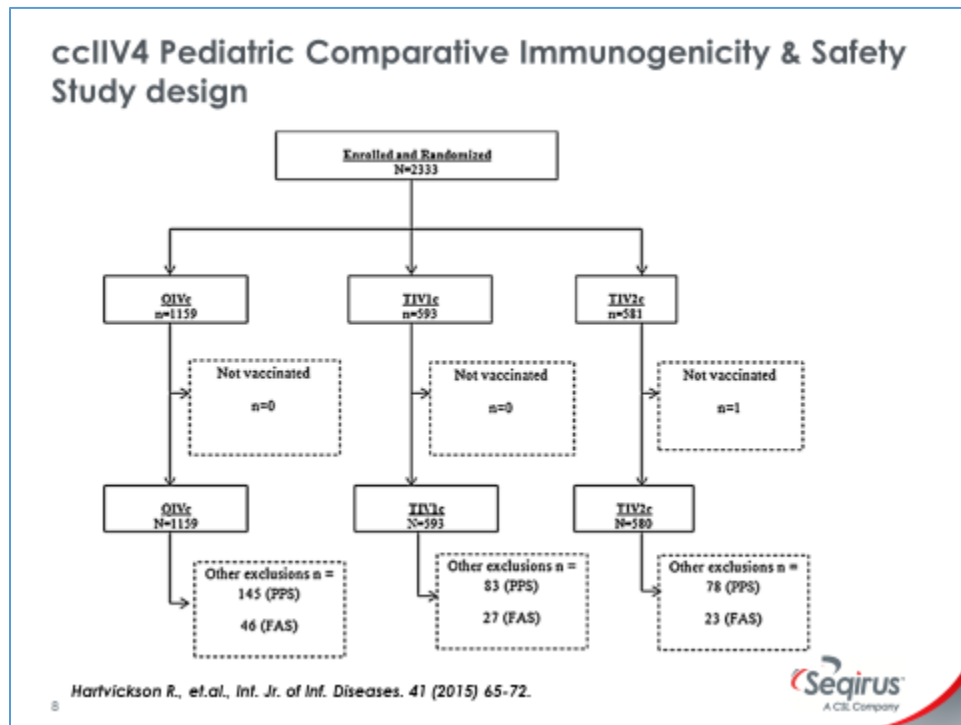 ccIIV4 Pediatric Comparative Immunogenicity & Safety
Study design
Enrolled and Randomized
N=2333
QIVc
n=1159
TIV1c
n=593
TIV2c
n=581
Not vaccinated
n=0
Not vaccinated
n=0
Not vaccinated
n=1
QIVc
N=1159
TIV1c
N=593
TIV2c
N=580
Other exclusions n =
145 (PPS)
46 (FAS)
Other exclusions n =
83 (PPS)
27 (FAS)
Other exclusions n =
78 (PPS)
23 (FAS)
Hartvickson R., et.al., Int. Jr. of Inf. Diseases. 41 (2015) 65-72.
8
Seqirus
A CSL Company